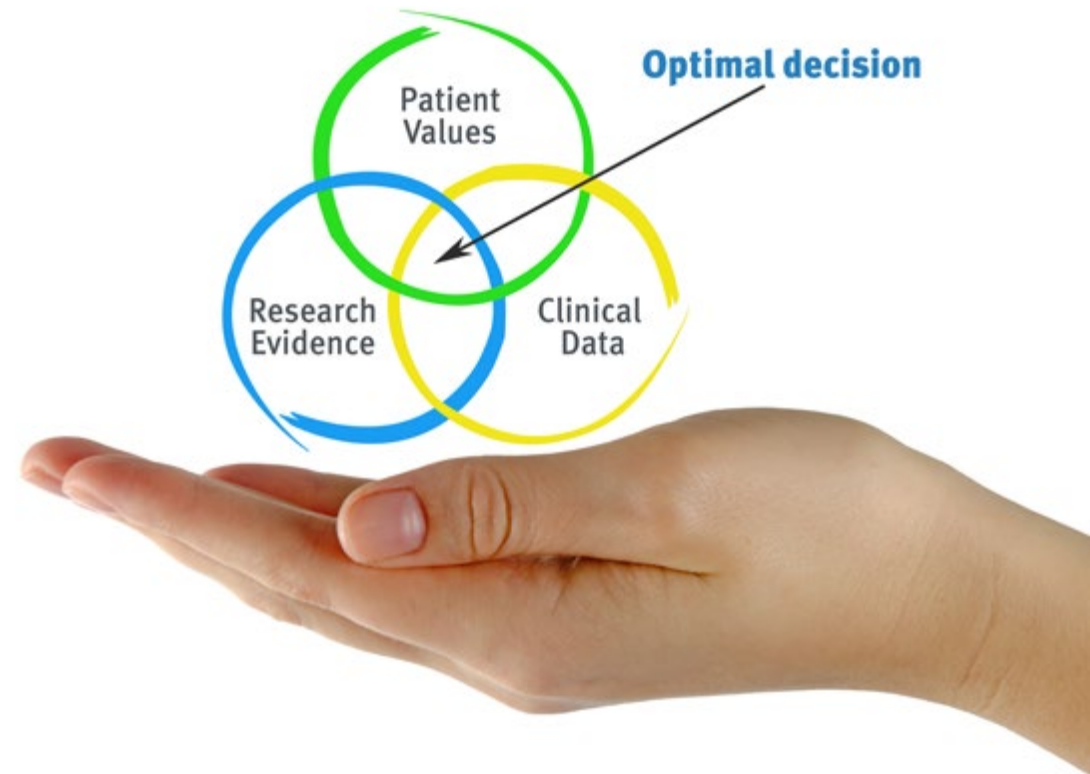 Optimal decision
Patient
Values
Research
Evidence
Clinical
Data